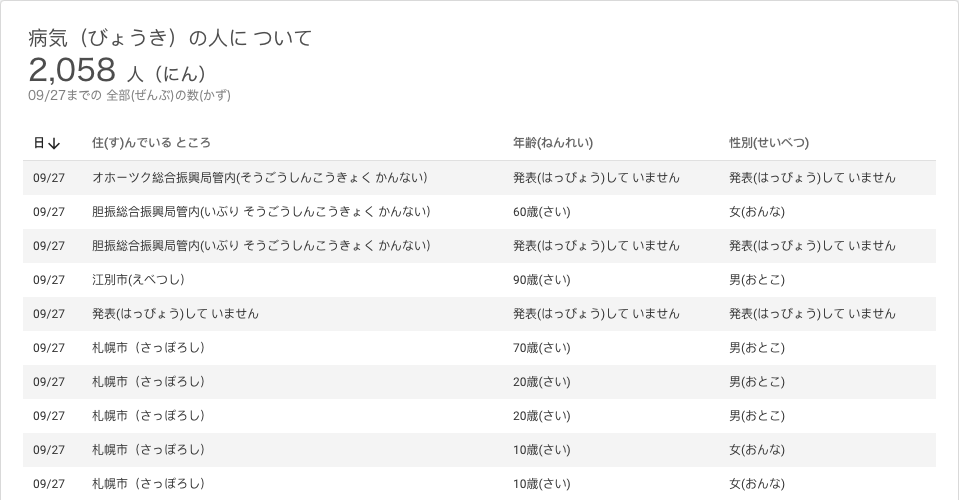 病気（びょうき）の人に ついて
2,058 人（にん）
09/27までの 全部(ぜんぶ)の数(かず)
日↓ 住(す)んでいる ところ 年齢(ねんれい) 性別(せいべつ)
09/27 オホーツク総合振興局管内(そうごうしんこうきょく かんない) 発表(はっぴょう)して いません 発表(はっぴょう)して いません
09/27 胆振総合振興局管内(いぶり そうごうしんこうきょく かんない) 60歳(さい) 女(おんな)
09/27 胆振総合振興局管内(いぶり そうごうしんこうきょく かんない) 発表(はっぴょう)して いません 発表(はっぴょう)して いません
09/27 江別市(えべつし) 90歳(さい) 男(おとこ)
09/27 発表(はっぴょう)して いません 発表(はっぴょう)して いません 発表(はっぴょう)して いません
09/27 札幌市（さっぽろし） 70歳(さい) 男(おとこ)
09/27 札幌市（さっぽろし） 20歳(さい) 男(おとこ)
09/27 札幌市（さっぽろし） 20歳(さい) 男(おとこ)
09/27 札幌市（さっぽろし） 10歳(さい) 女(おんな)
09/27 札幌市（さっぽろし） 10歳(さい) 女(おんな)